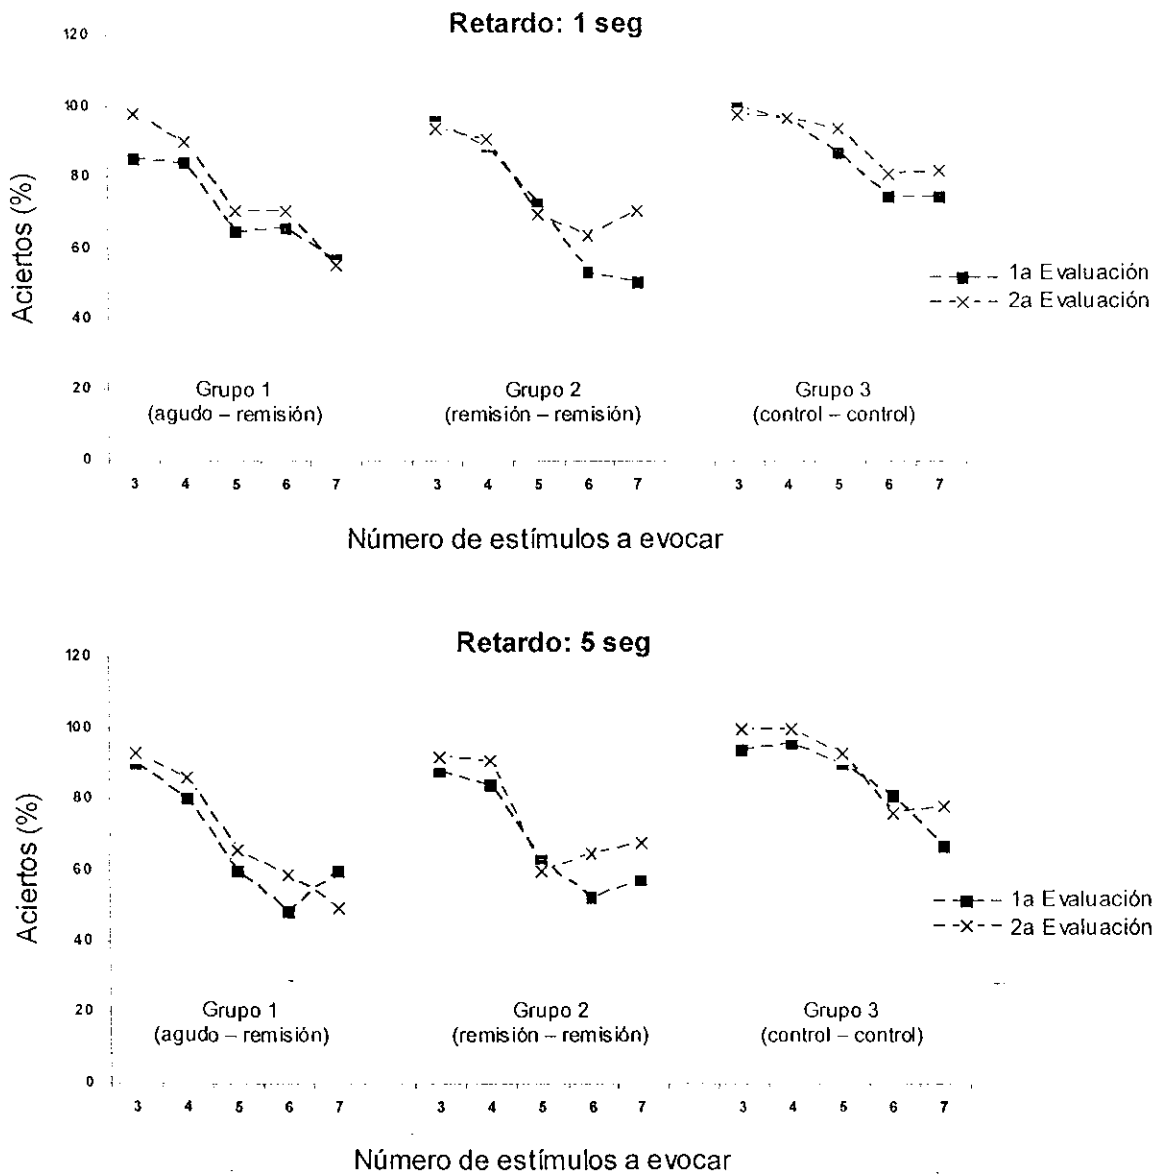 Retardo: 1 seg
120
100
80
60
40
20
0
Aciertos (%)
1a Evaluación
2a Evaluación
Grupo 1
(agudo – remisión)
Grupo 2
(remisión – remisión)
Grupo 3
(control – control)
3 4 5 6 7 3 4 5 6 7 3 4 5 6 7
Número de estímulos a evocar
Retardo: 5 seg
120
100
80
60
40
20
0
Aciertos (%)
1a Evaluación
2a Evaluación
Grupo 1
(agudo – remisión)
Grupo 2
(remisión – remisión)
Grupo 3
(control – control)
3 4 5 6 7 3 4 5 6 7 3 4 5 6 7
Número de estímulos a evocar